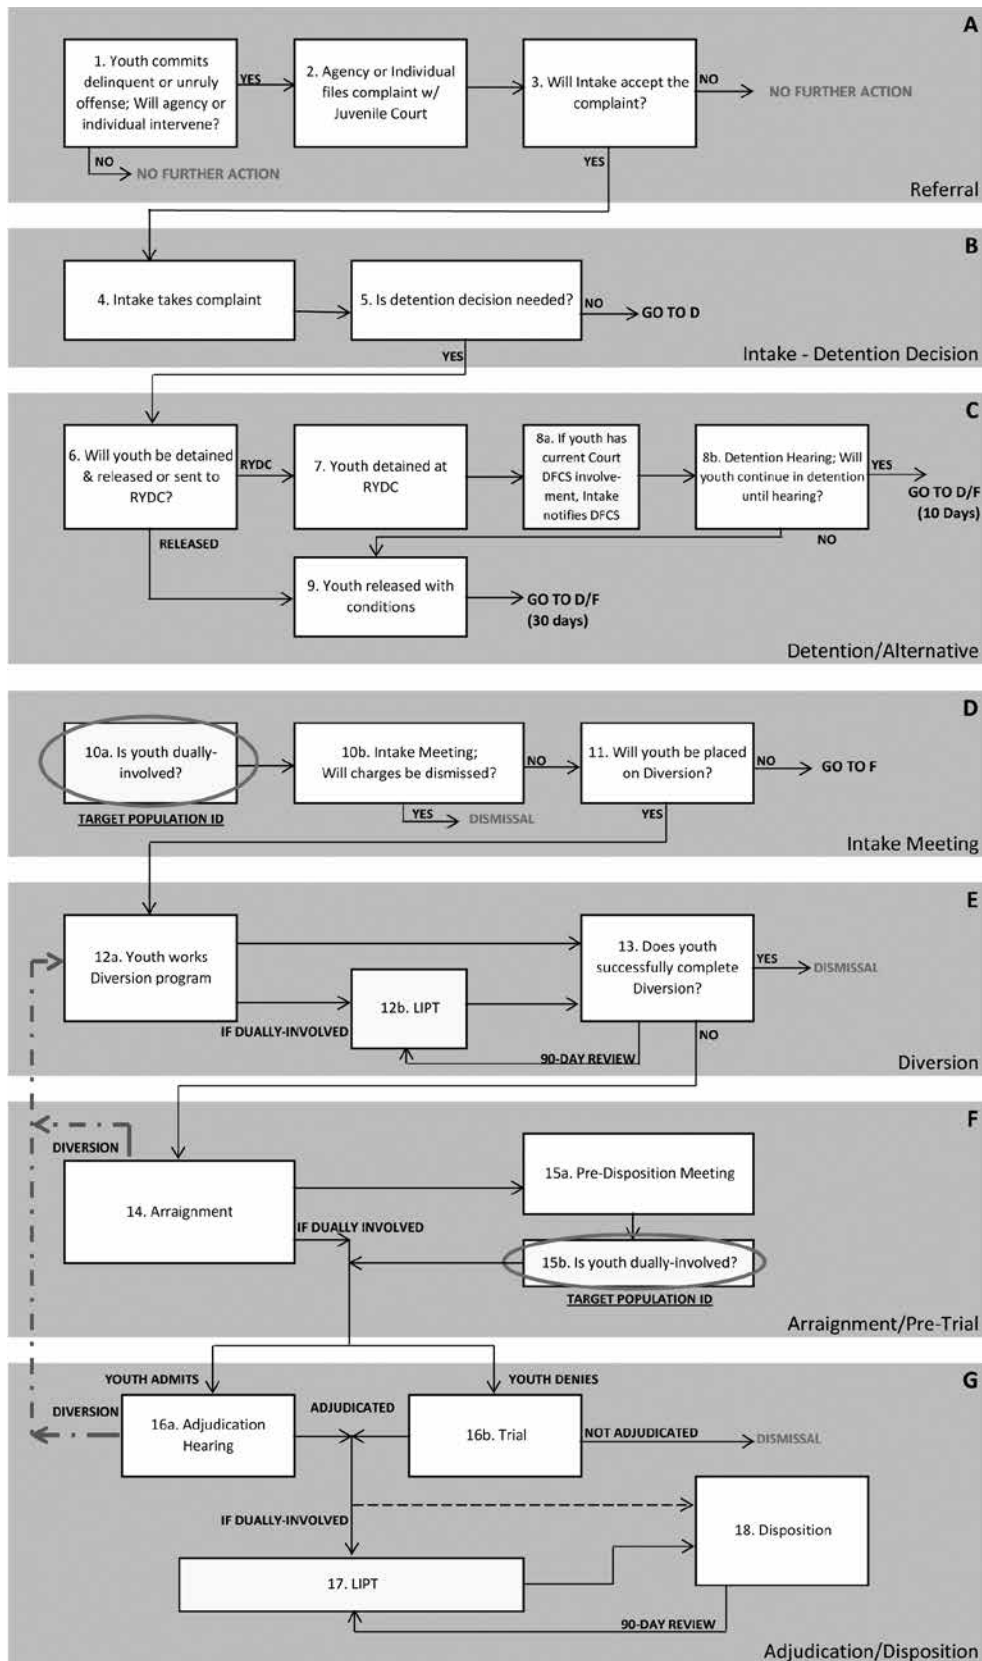 A
1. Youth commits
delinquent or unruly
offense; Will agency or
individual intervene?
YES
2. Agency or Individual
files complaint w/
Juvenile Court
3. Will Intake accept the
complaint?
NO
NO FURTHER ACTION
NO
NO FURTHER ACTION
YES
Referral
B
4. Intake takes complaint
5. Is detention decision needed?
NO
GO TO D
YES
Intake - Detention Decision
C
6. Will youth be detained
& released or sent to
RYDC?
RYDC
7. Youth detained at
RYDC
8a. If youth has
current Court
DFCS involve-
ment, Intake
notifies DFCS
8b. Detention Hearing; Will
youth continue in detention
until hearing?
YES
GO TO D/F
(10 Days)
RELEASED
NO
9. Youth released with
conditions
GO TO D/F
(30 days)
Detention/Alternative
D
10a. Is youth dually-
involved?
TARGET POPULATION ID
10b. Intake Meeting;
Will charges be dismissed?
NO
11. Will youth be placed
on Diversion?
NO
GO TO F
YES
DISMISSAL
YES
Intake Meeting
E
12a. Youth works
Diversion program
IF DUALLY-INVOLVED
12b. LIPT
13. Does youth
successfully complete
Diversion?
YES
DISMISSAL
90-DAY REVIEW
NO
Diversion
F
DIVERSION
14. Arraignment
IF DUALLY INVOLVED
15a. Pre-Disposition Meeting
15b. Is youth dually-involved?
TARGET POPULATION ID
Arraignment/Pre-Trial
G
YOUTH ADMITS
YOUTH DENIES
DIVERSION
16a. Adjudication
Hearing
ADJUDICATED
16b. Trial
NOT ADJUDICATED
DISMISSAL
IF DUALLY-INVOLVED
18. Disposition
17. LIPT
90-DAY REVIEW
Adjudication/Disposition